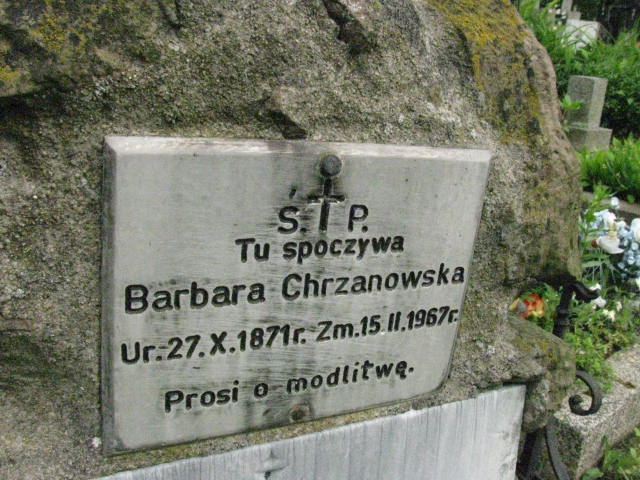 Ś. † P.
Tu spoczywa
Barbara Chrzanowska
Ur. 27. X. 1871 r. Zm. 15. II. 1967 r.
Prosi o modlitwę.